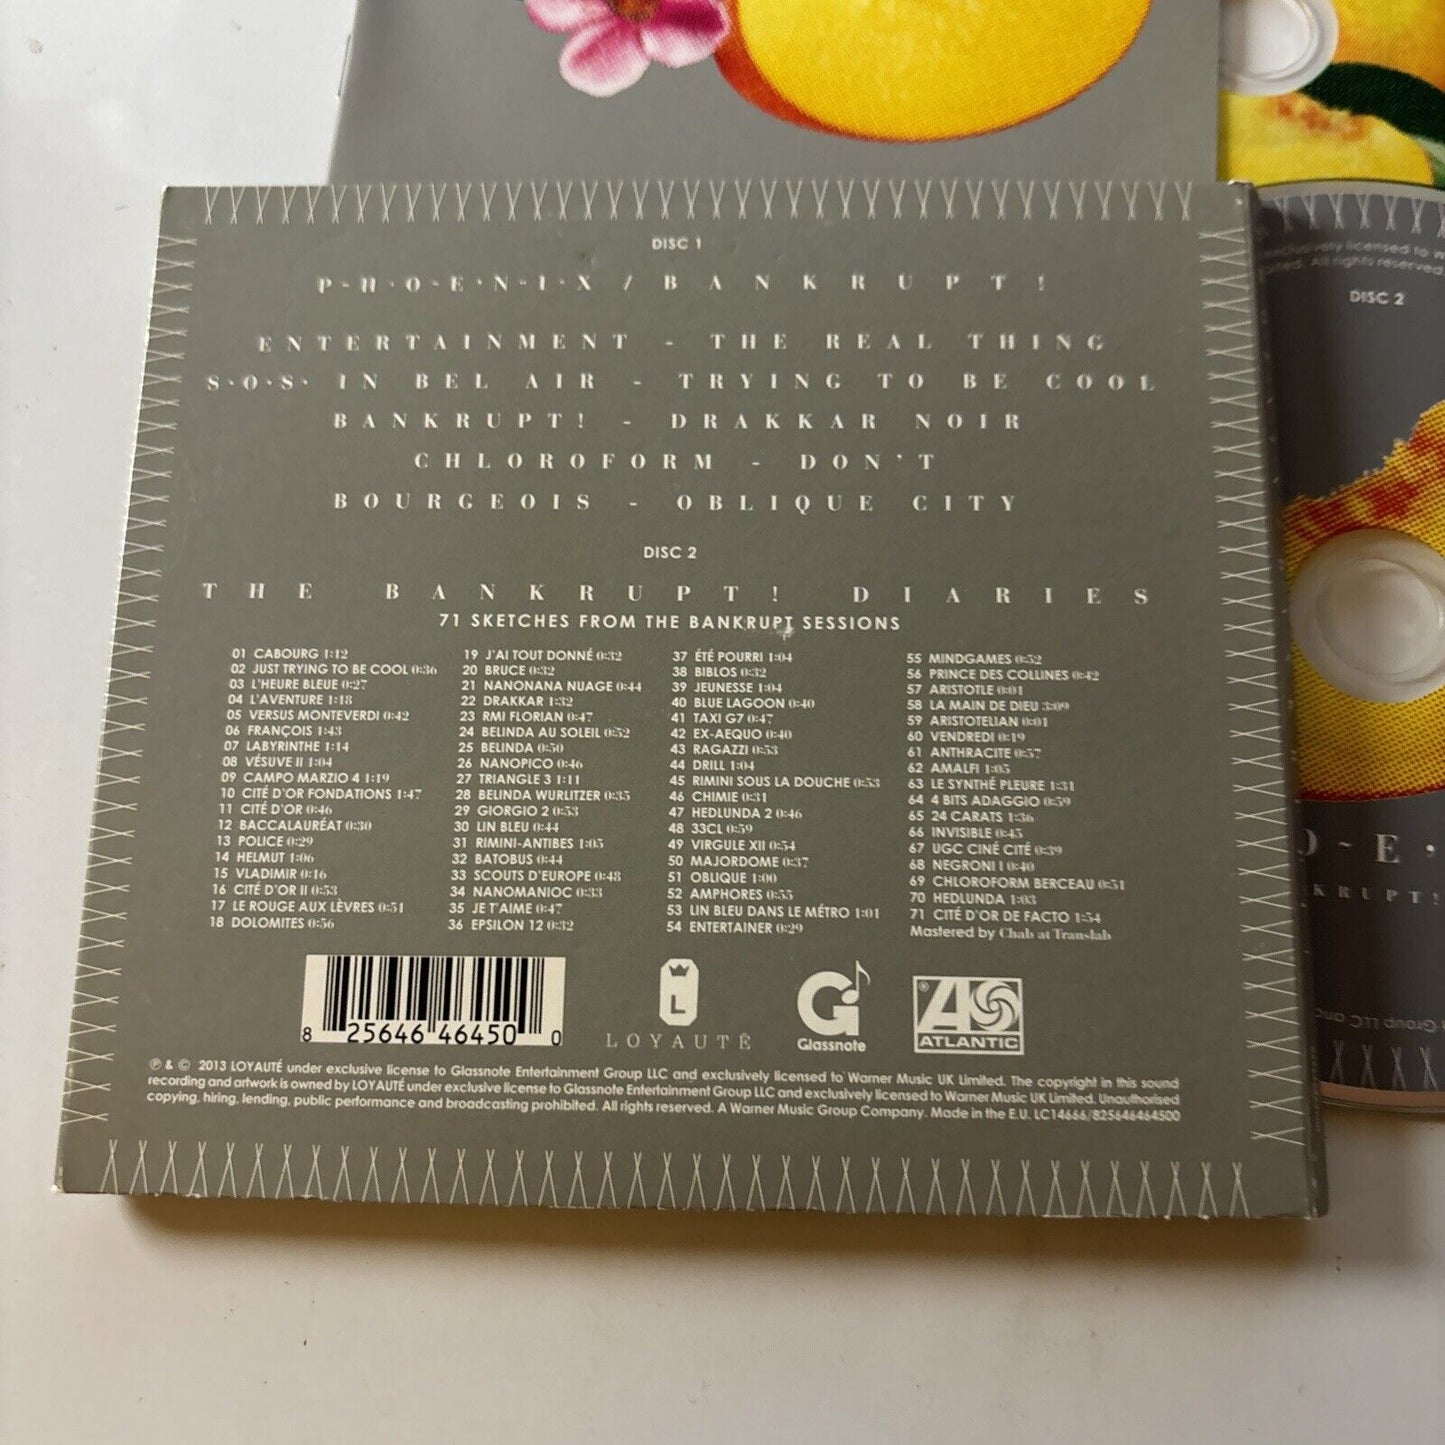 DISC 1
P·H·O·E·N·I·X / BANKRUPT!
ENTERTAINMENT - THE REAL THING
S·O·S· IN BEL AIR - TRYING TO BE COOL
BANKRUPT! - DRAKKAR NOIR
CHLOROFORM - DON'T
BOURGEOIS - OBLIQUE CITY
DISC 2
THE BANKRUPT! DIARIES
71 SKETCHES FROM THE BANKRUPT SESSIONS
01 CABOURG 1:12
02 JUST TRYING TO BE COOL 0:36
03 L'HEURE BLEUE 0:27
04 L'AVENTURE 1:18
05 VERSUS MONTEVERDI 0:42
06 FRANÇOIS 1:43
07 LABYRINTHE 1:14
08 VÉSUVE II 1:04
09 CAMPO MARZIO 4 1:19
10 CITÉ D'OR FONDATIONS 1:47
11 CITÉ D'OR 0:46
12 BACCALAURÉAT 0:30
13 POLICE 0:29
14 HELMUT 1:06
15 VLADIMIR 0:16
16 CITÉ D'OR II 0:53
17 LE ROUGE AUX LÈVRES 0:51
18 DOLOMITES 0:56
19 J'AI TOUT DONNÉ 0:32
20 BRUCE 0:32
21 NANONANA NUAGE 0:44
22 DRAKKAR 1:32
23 RMI FLORIAN 0:47
24 BELINDA AU SOLEIL 0:52
25 BELINDA 0:50
26 NANOPICO 0:46
27 TRIANGLE 3 1:11
28 BELINDA WURLITZER 0:35
29 GIORGIO 2 0:53
30 LIN BLEU 0:44
31 RIMINI-ANTIBES 1:05
32 BATOBUS 0:44
33 SCOUTS D'EUROPE 0:48
34 NANOMANIOC 0:33
35 JE T'AIME 0:47
36 EPSILON 12 0:32
37 ÉTÉ POURRI 1:04
38 BIBLOS 0:32
39 JEUNESSE 1:04
40 BLUE LAGOON 0:40
41 TAXI G7 0:47
42 EX-AEQUO 0:40
43 RAGAZZI 0:53
44 DRILL 1:04
45 RIMINI SOUS LA DOUCHE 0:53
46 CHIMIE 0:31
47 HEDLUNDA 2 0:46
48 33CL 0:59
49 VIRGULE XII 0:54
50 MAJORDOME 0:37
51 OBLIQUE 1:00
52 AMPHORES 0:55
53 LIN BLEU DANS LE MÉTRO 1:01
54 ENTERTAINER 0:29
55 MINDGAMES 0:52
56 PRINCE DES COLLINES 0:42
57 ARISTOTLE 0:01
58 LA MAIN DE DIEU 3:09
59 ARISTOTELIAN 0:01
60 VENDREDI 0:19
61 ANTHRACITE 0:57
62 AMALFI 1:05
63 LE SYNTHÉ PLEURE 1:31
64 4 BITS ADAGGIO 0:59
65 24 CARATS 1:36
66 INVISIBLE 0:45
67 UGC CINÉ CITÉ 0:39
68 NEGRONI I 0:40
69 CHLOROFORM BERCEAU 0:51
70 HEDLUNDA 1:03
71 CITÉ D'OR DE FACTO 1:54
Mastered by Chab at Translab
8 25646 46450 0
L
LOYAUTÉ
G
Glassnote
A
ATLANTIC
℗ & © 2013 LOYAUTÉ under exclusive license to Glassnote Entertainment Group LLC and exclusively licensed to Warner Music UK Limited. The copyright in this sound
recording and artwork is owned by LOYAUTÉ under exclusive license to Glassnote Entertainment Group LLC and exclusively licensed to Warner Music UK Limited. Unauthorised
copying, hiring, lending, public performance and broadcasting prohibited. All rights reserved. A Warner Music Group Company. Made in the E.U. LC14666/825646464500
exclusively licensed to W
All rights reserved
DISC 2
O~E~
KRUPT!
Group LLC and